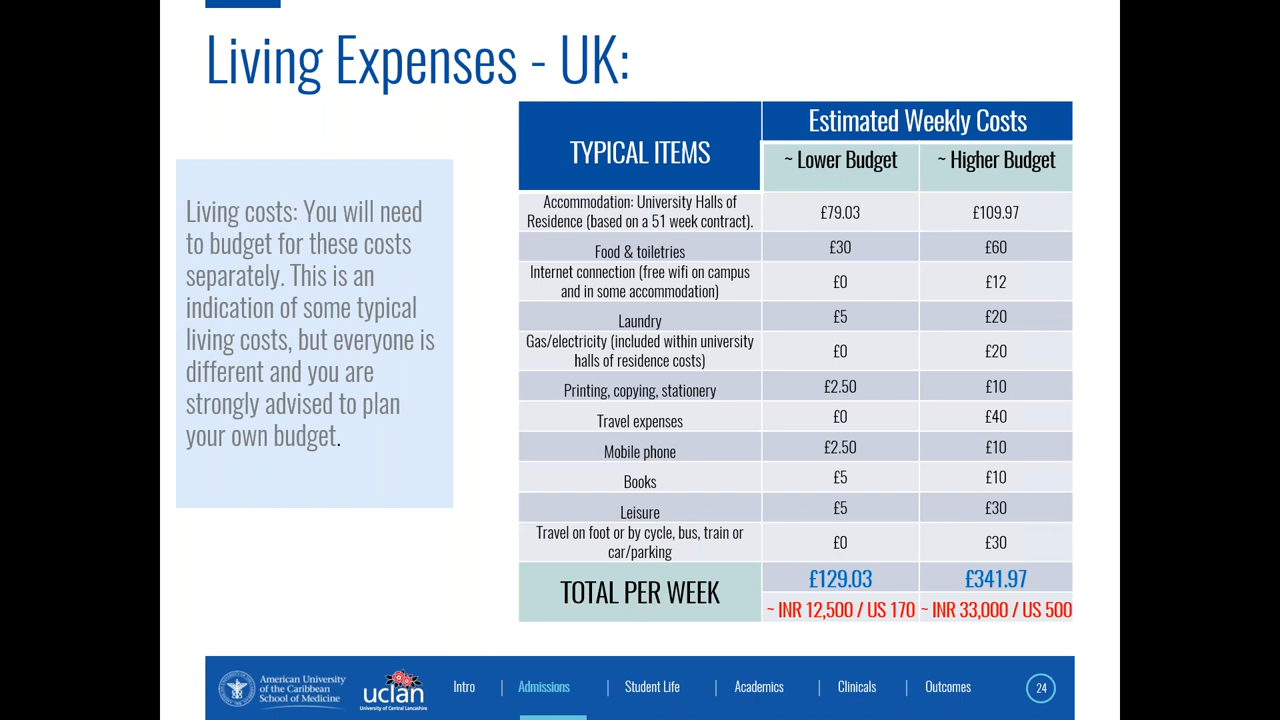 Living Expenses - UK:
Living costs: You will need
to budget for these costs
separately. This is an
indication of some typical
living costs, but everyone is
different and you are
strongly advised to plan
your own budget.
TYPICAL ITEMS
Estimated Weekly Costs
~ Lower Budget ~ Higher Budget
Accommodation: University Halls of
Residence (based on a 51 week contract).
£79.03 £109.97
Food & toiletries £30 £60
Internet connection (free wifi on campus
and in some accommodation)
£0 £12
Laundry £5 £20
Gas/electricity (included within university
halls of residence costs)
£0 £20
Printing, copying, stationery £2.50 £10
Travel expenses £0 £40
Mobile phone £2.50 £10
Books £5 £10
Leisure £5 £30
Travel on foot or by cycle, bus, train or
car/parking
£0 £30
TOTAL PER WEEK
£129.03 £341.97
~ INR 12,500 / US 170 ~ INR 33,000 / US 500
American University
of the Caribbean
School of Medicine
uclan
University of Central Lancashire
Intro | Admissions | Student Life | Academics | Clinicals | Outcomes
24